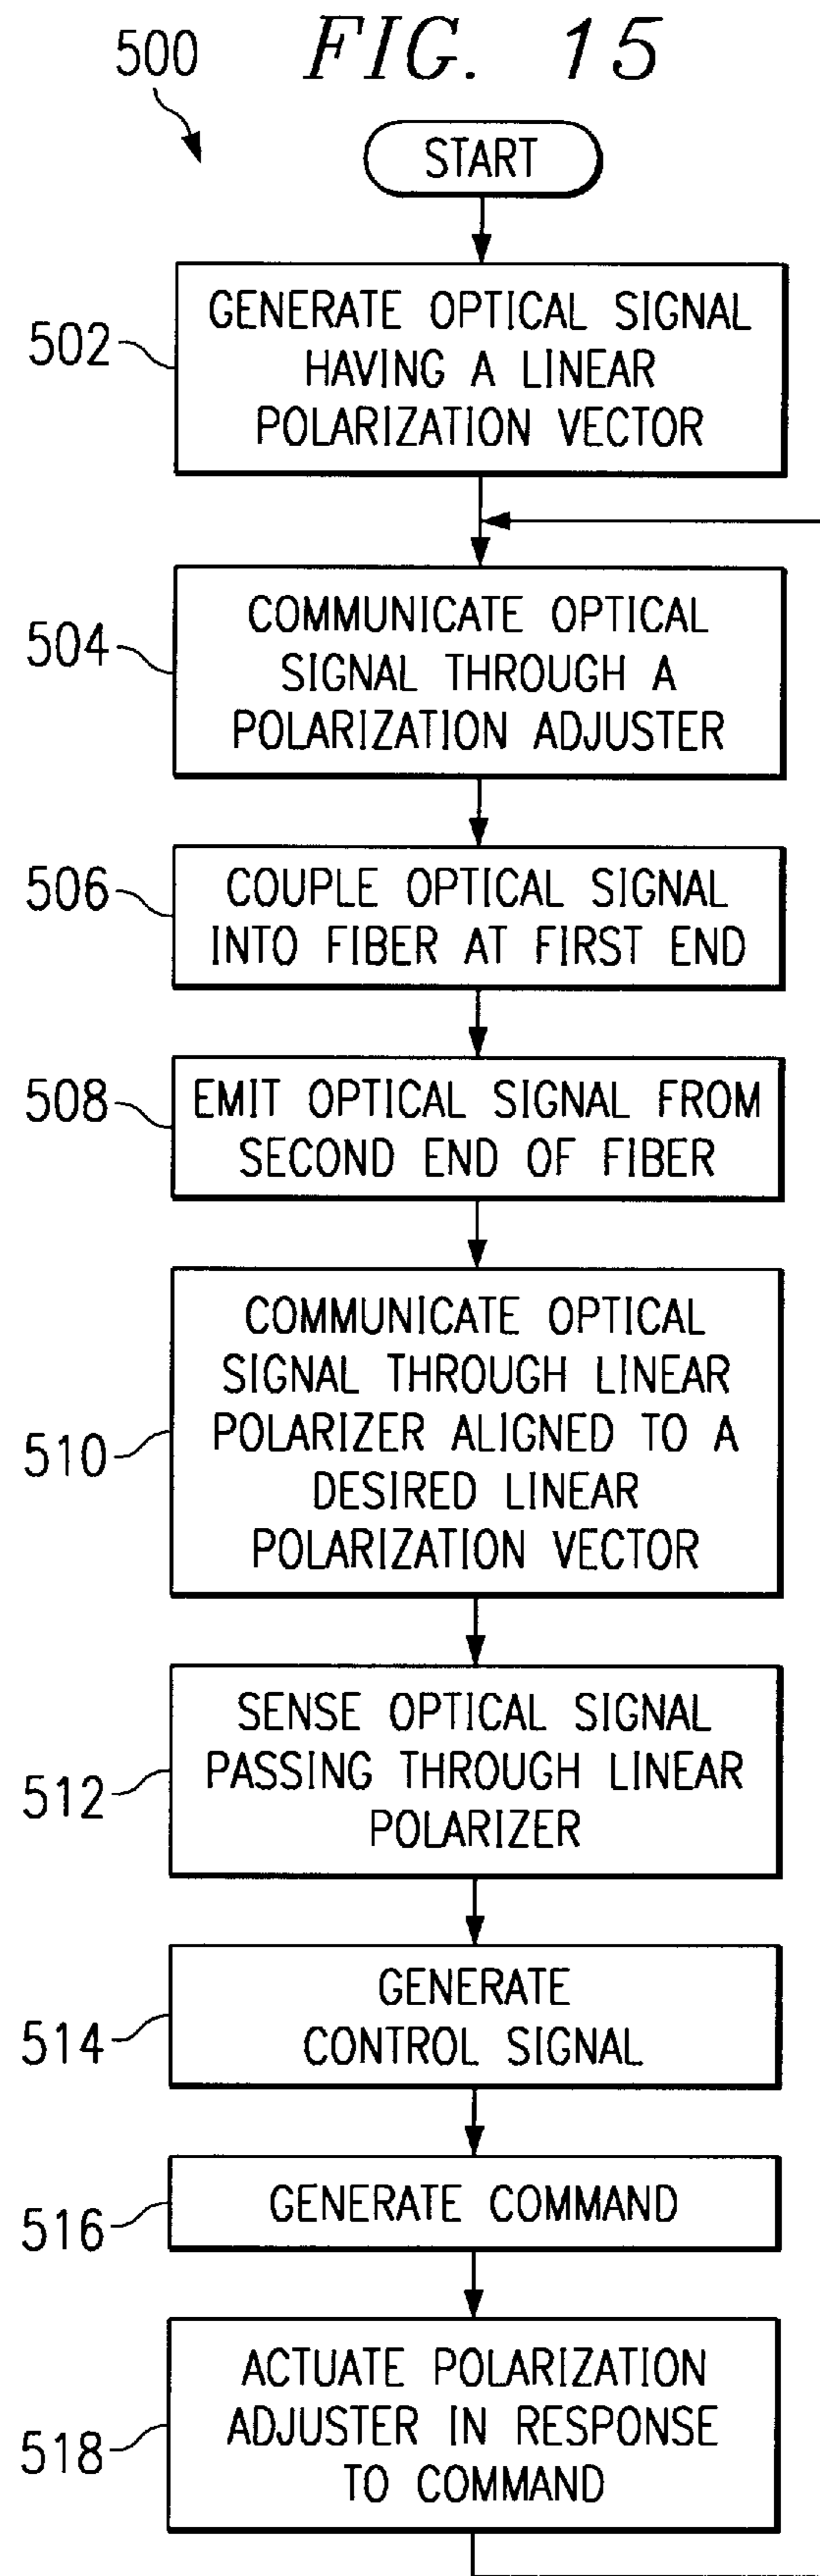 500
FIG. 15
START
502
GENERATE OPTICAL SIGNAL
HAVING A LINEAR
POLARIZATION VECTOR
504
COMMUNICATE OPTICAL
SIGNAL THROUGH A
POLARIZATION ADJUSTER
506
COUPLE OPTICAL SIGNAL
INTO FIBER AT FIRST END
508
EMIT OPTICAL SIGNAL FROM
SECOND END OF FIBER
510
COMMUNICATE OPTICAL
SIGNAL THROUGH LINEAR
POLARIZER ALIGNED TO A
DESIRED LINEAR
POLARIZATION VECTOR
512
SENSE OPTICAL SIGNAL
PASSING THROUGH LINEAR
POLARIZER
514
GENERATE
CONTROL SIGNAL
516
GENERATE COMMAND
518
ACTUATE POLARIZATION
ADJUSTER IN RESPONSE
TO COMMAND